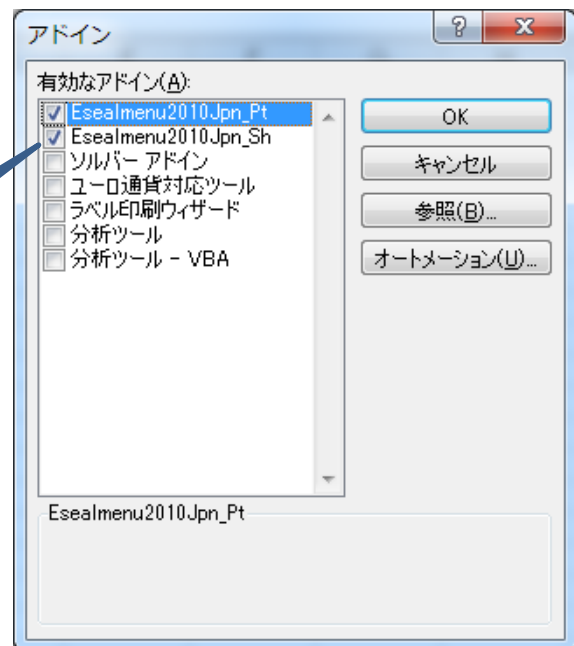 アドイン
有効なアドイン(A):
Esealmenu2010Jpn_Pt
Esealmenu2010Jpn_Sh
ソルバー アドイン
ユーロ通貨対応ツール
ラベル印刷ウィザード
分析ツール
分析ツール - VBA
OK
キャンセル
参照(B)...
オートメーション(U)...
Esealmenu2010Jpn_Pt